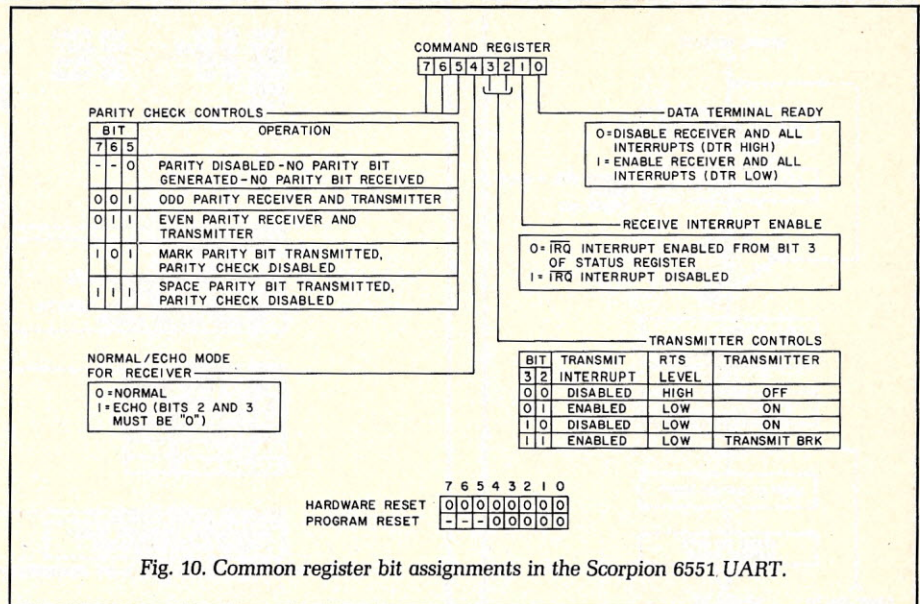 COMMAND REGISTER
7 6 5 4 3 2 1 0
PARITY CHECK CONTROLS
BIT OPERATION
7 6 5
- - 0 PARITY DISABLED - NO PARITY BIT
GENERATED - NO PARITY BIT RECEIVED
0 0 1 ODD PARITY RECEIVER AND TRANSMITTER
0 1 1 EVEN PARITY RECEIVER AND
TRANSMITTER
1 0 1 MARK PARITY BIT TRANSMITTED,
PARITY CHECK DISABLED
1 1 1 SPACE PARITY BIT TRANSMITTED,
PARITY CHECK DISABLED
NORMAL/ECHO MODE
FOR RECEIVER
0 = NORMAL
1 = ECHO (BITS 2 AND 3
MUST BE "0")
DATA TERMINAL READY
0 = DISABLE RECEIVER AND ALL
INTERRUPTS (DTR HIGH)
1 = ENABLE RECEIVER AND ALL
INTERRUPTS (DTR LOW)
RECEIVE INTERRUPT ENABLE
0 = I̅R̅Q̅ INTERRUPT ENABLED FROM BIT 3
OF STATUS REGISTER
1 = I̅R̅Q̅ INTERRUPT DISABLED
TRANSMITTER CONTROLS
BIT TRANSMIT RTS TRANSMITTER
3 2 INTERRUPT LEVEL
0 0 DISABLED HIGH OFF
0 1 ENABLED LOW ON
1 0 DISABLED LOW ON
1 1 ENABLED LOW TRANSMIT BRK
7 6 5 4 3 2 1 0
HARDWARE RESET 0 0 0 0 0 0 0 0
PROGRAM RESET - - - 0 0 0 0 0
Fig. 10. Common register bit assignments in the Scorpion 6551 UART.